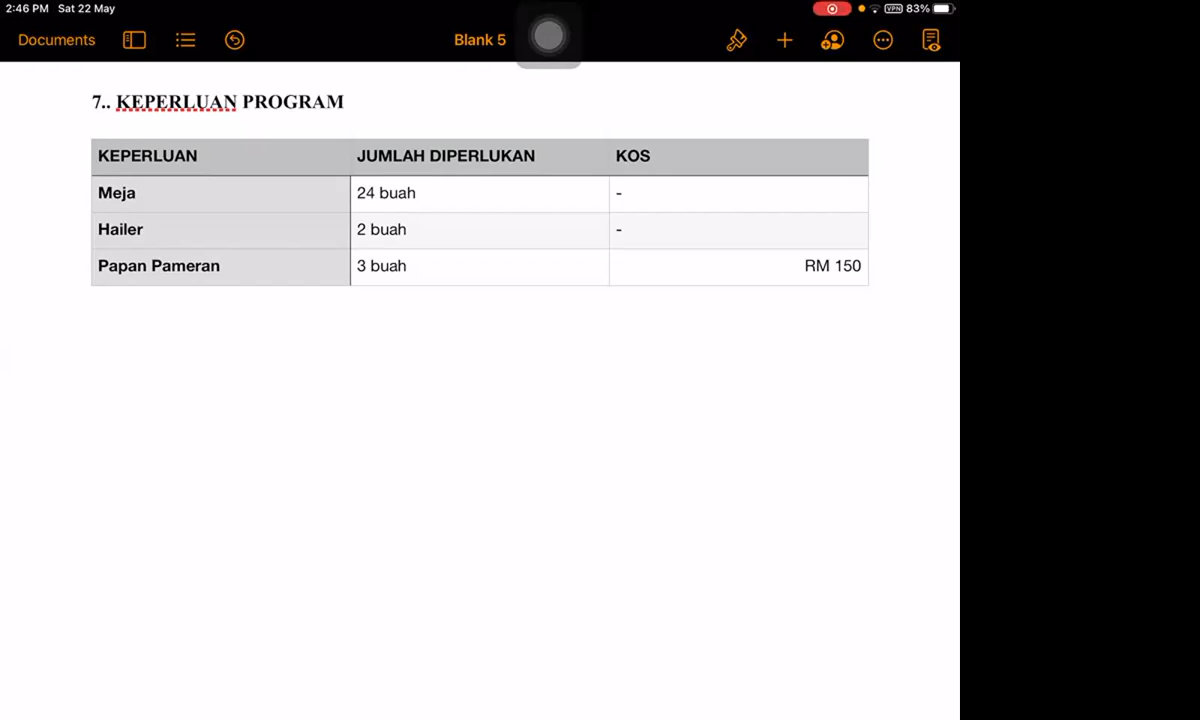 2:46 PM Sat 22 May VPN 83%
Documents Blank 5
7.. KEPERLUAN PROGRAM
KEPERLUAN JUMLAH DIPERLUKAN KOS
Meja 24 buah -
Hailer 2 buah -
Papan Pameran 3 buah RM 150